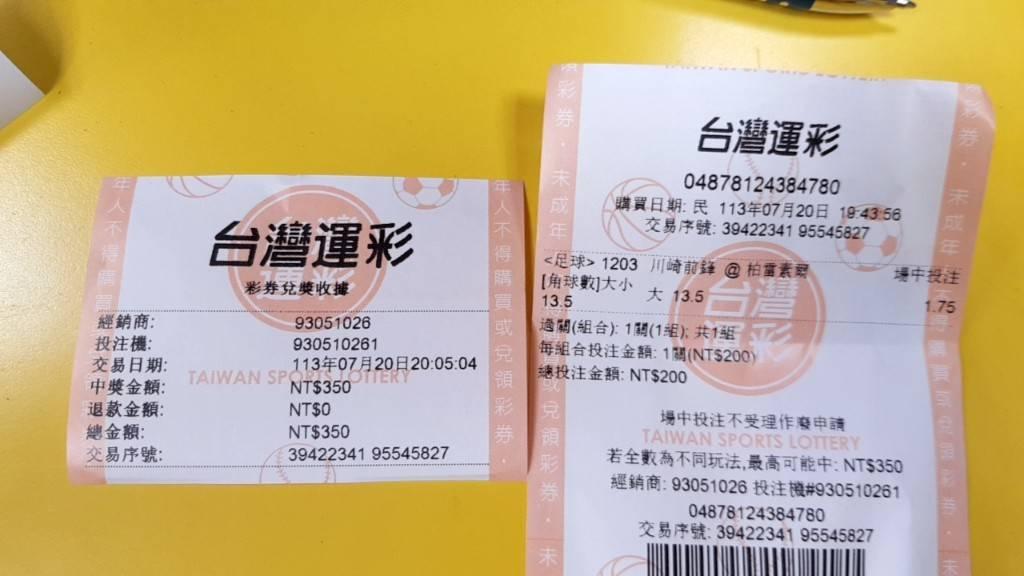 台灣運彩
彩券兌獎收據
經銷商: 93051026
投注機: 930510261
交易日期: 113年07月20日20:05:04
中獎金額: NT$350
TAIWAN SPORTS LOTTERY
退款金額: NT$0
總金額: NT$350
交易序號: 39422341 95545827
年人不得購買或兌領彩券.
台灣運彩
04878124384780
購買日期: 民 113年07月20日 19:43:56
交易序號: 39422341 95545827
<足球> 1203 川崎前鋒 @ 柏雷素爾 場中投注
[角球數]大小 大 13.5
13.5 1.75
過關(組合): 1關(1組): 共1組
每組合投注金額: 1關(NT$200)
總投注金額: NT$200
場中投注不受理作廢申請
TAIWAN SPORTS LOTTERY
若全數為不同玩法,最高可能中: NT$350
經銷商: 93051026 投注機#930510261
04878124384780
交易序號: 39422341 95545827